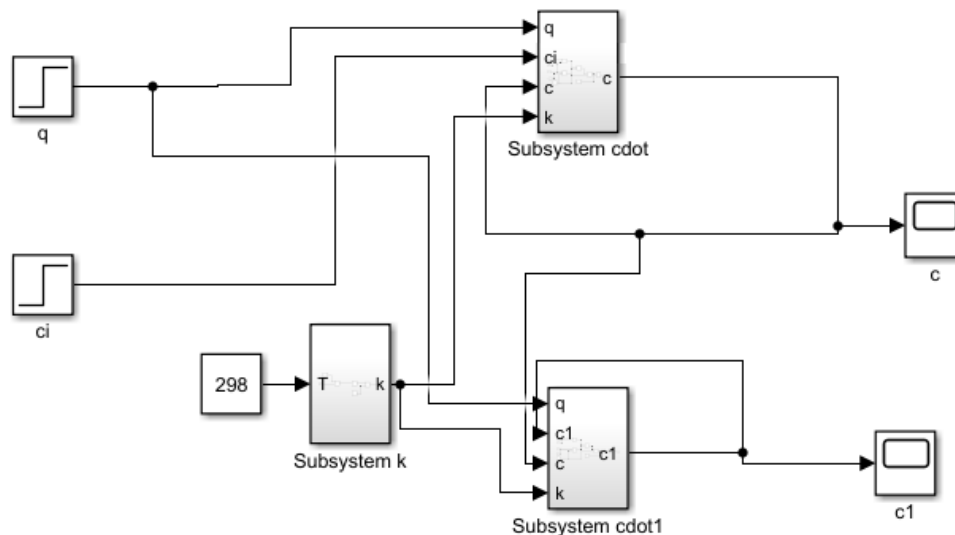 q
ci
c
k
c
Subsystem cdot
q
c
ci
298
T
k
Subsystem k
q
c1
c
k
c1
Subsystem cdot1
c1